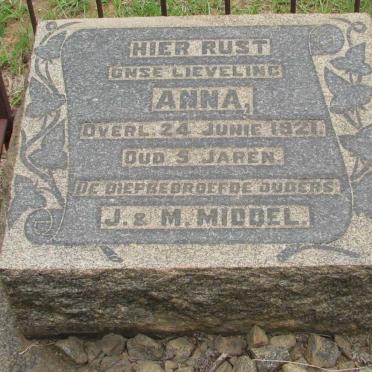 HIER RUST
ONSE LIEVELING
ANNA,
OVERL. 24 JUNIE 1921.
OUD 5 JAREN.
DE DIEPBEDROEFDE OUDERS
J. & M. MIDDEL.